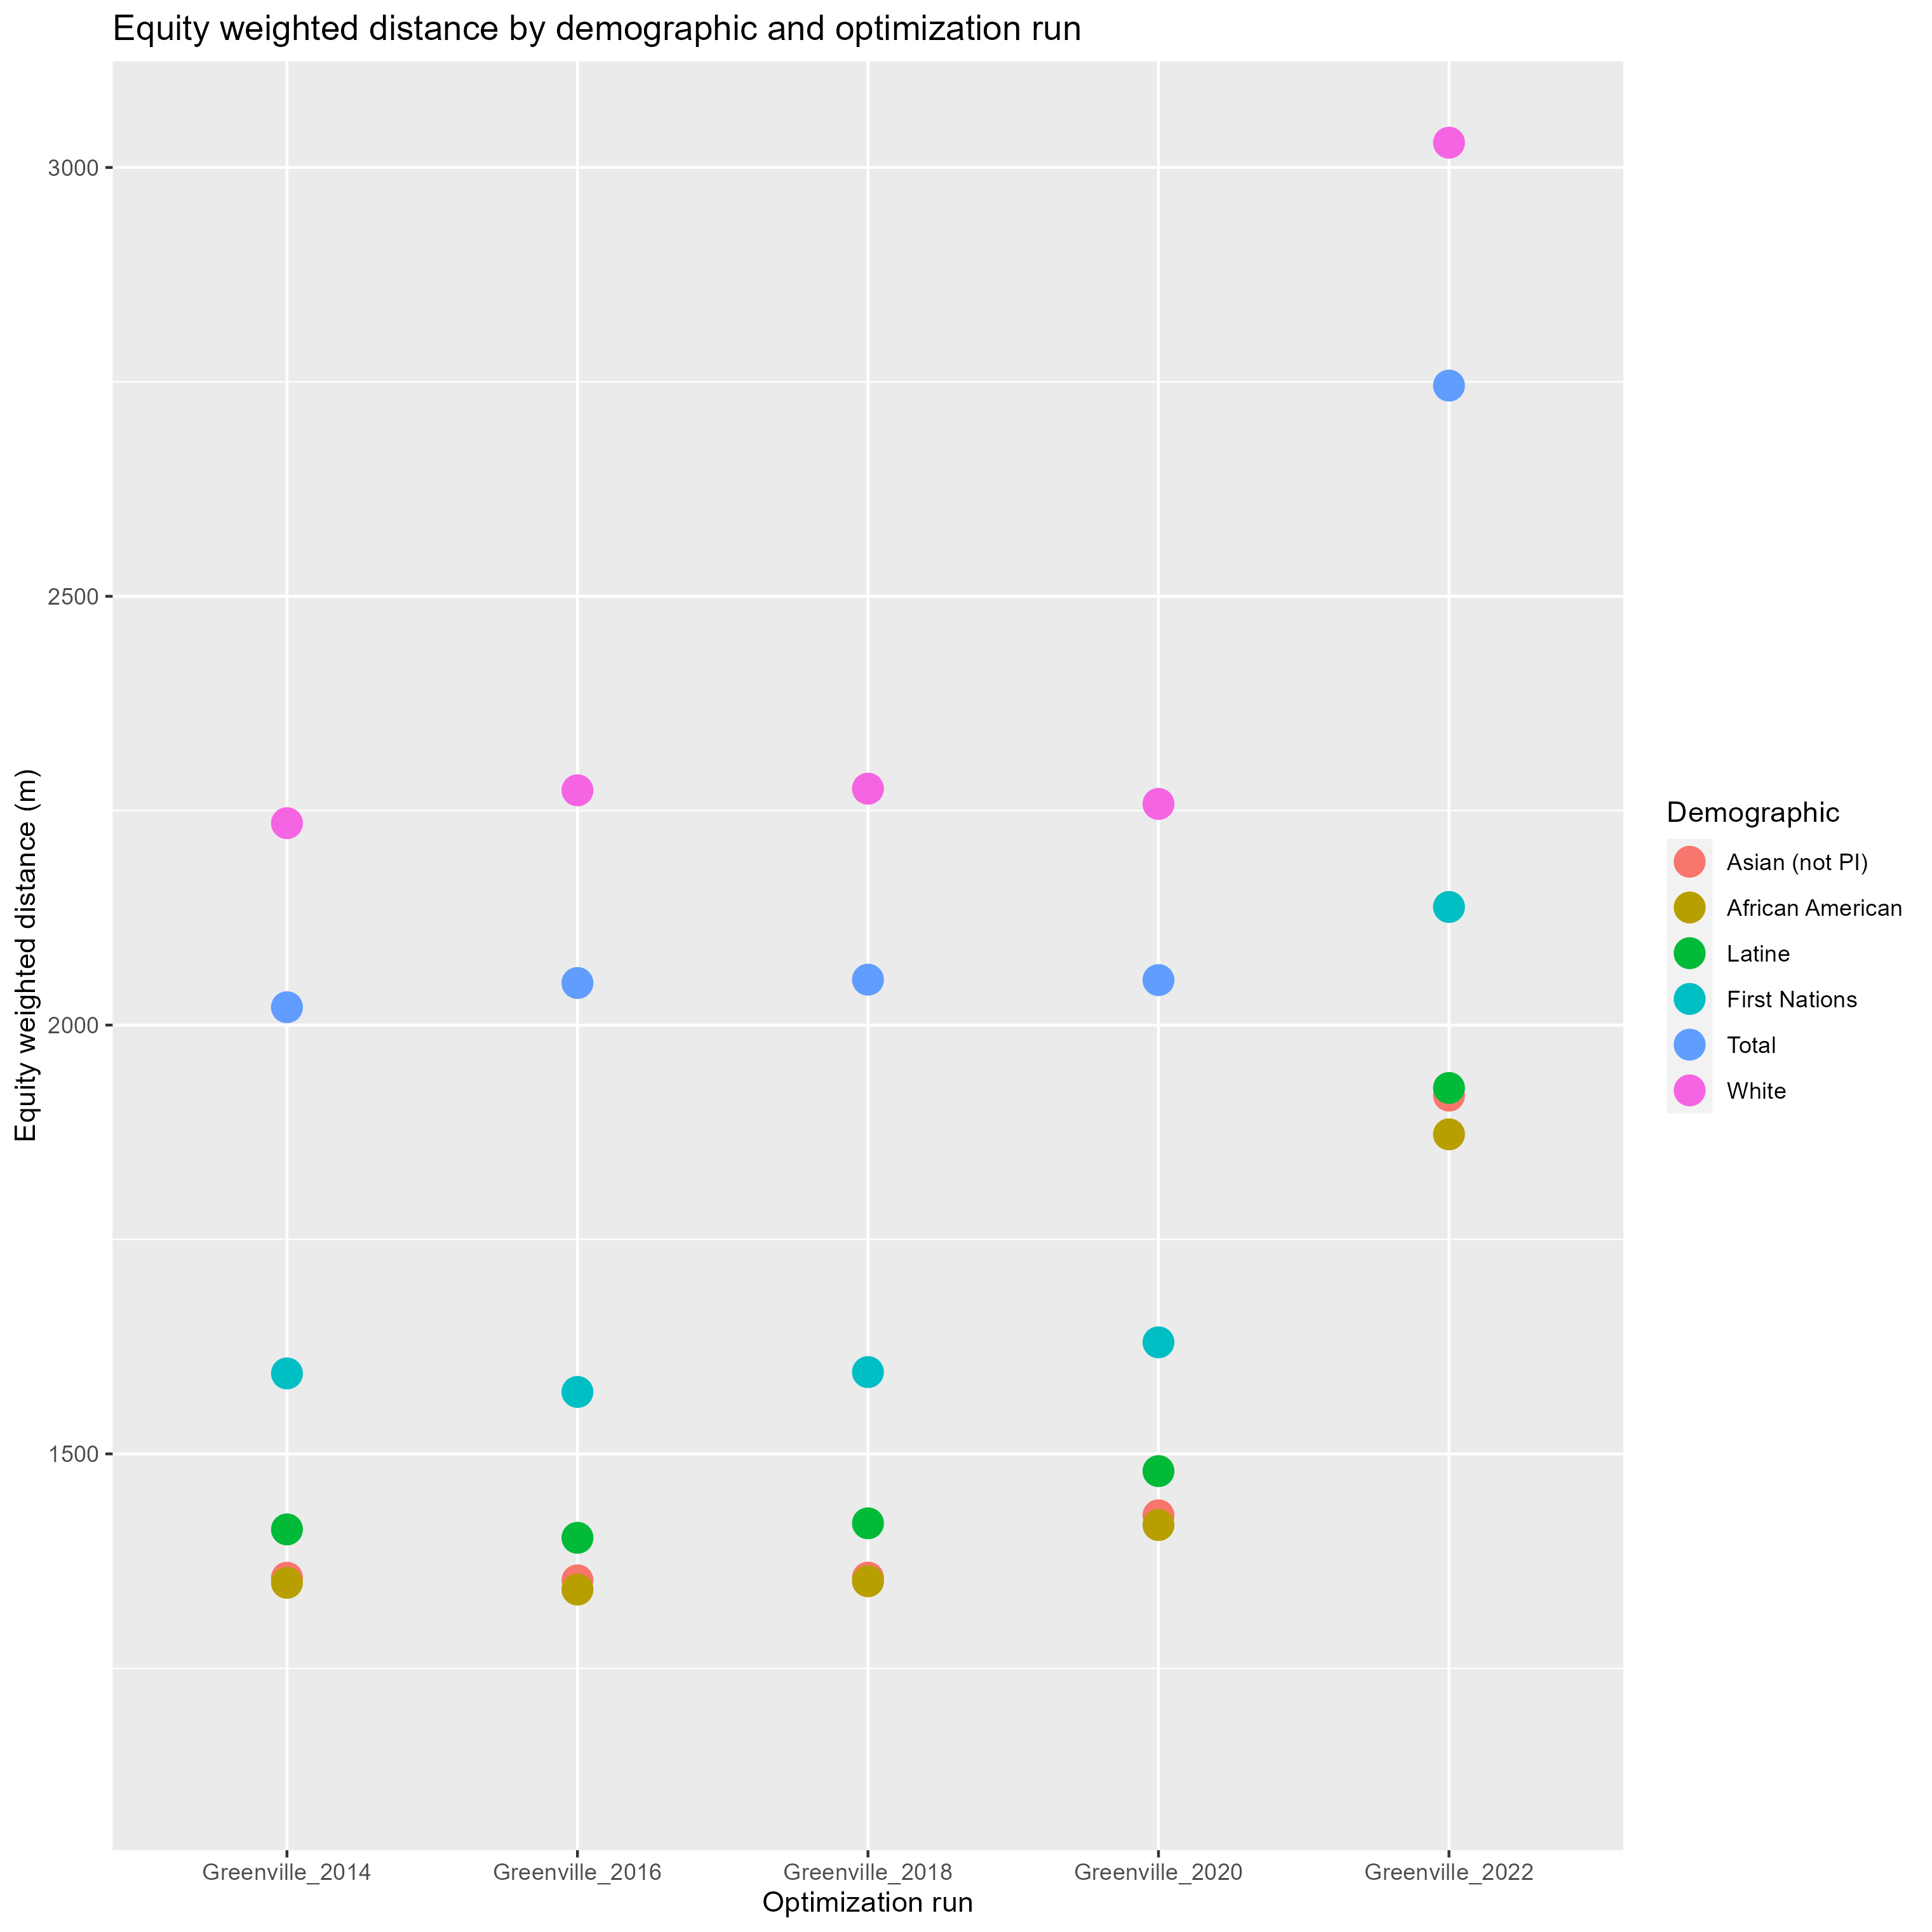 Equity weighted distance by demographic and optimization run
3000
2500
2000
1500
Equity weighted distance (m)
Greenville_2014
Greenville_2016
Greenville_2018
Greenville_2020
Greenville_2022
Optimization run
Demographic
Asian (not PI)
African American
Latine
First Nations
Total
White